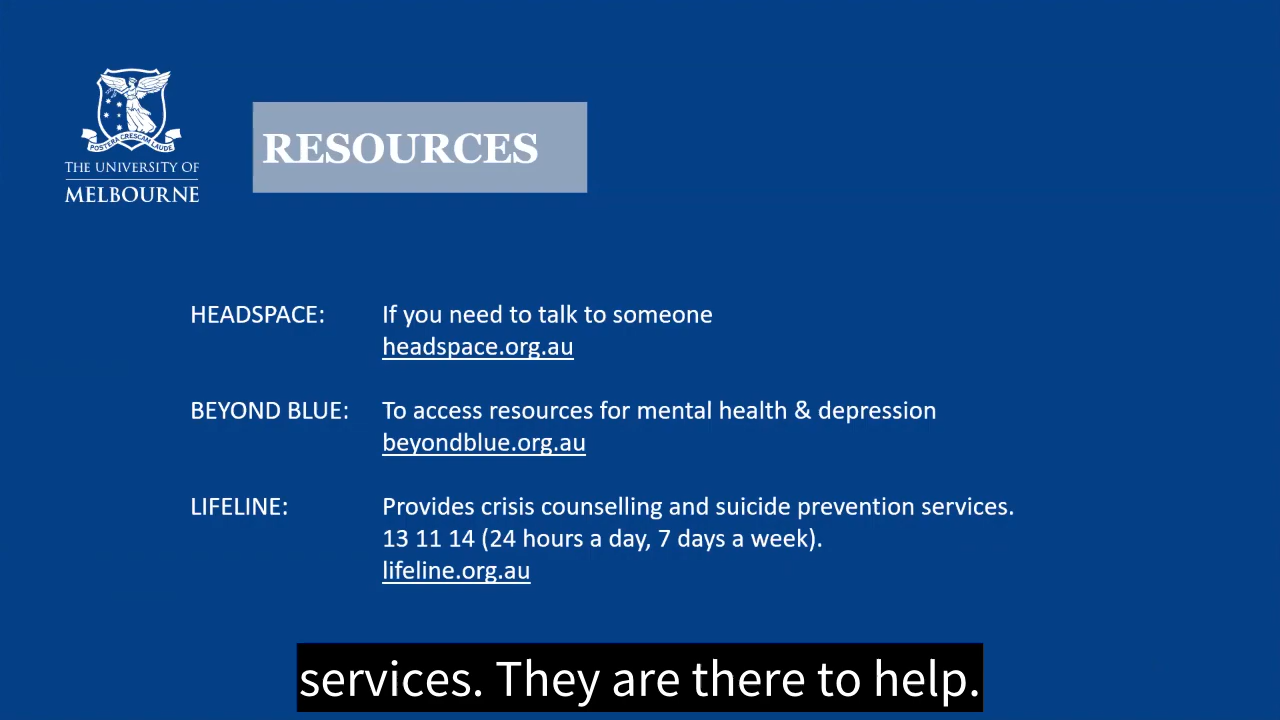 POSTERA CRESCAM LAUDE
THE UNIVERSITY OF
MELBOURNE
RESOURCES
HEADSPACE: If you need to talk to someone
headspace.org.au
BEYOND BLUE: To access resources for mental health & depression
beyondblue.org.au
LIFELINE: Provides crisis counselling and suicide prevention services.
13 11 14 (24 hours a day, 7 days a week).
lifeline.org.au
services. They are there to help.